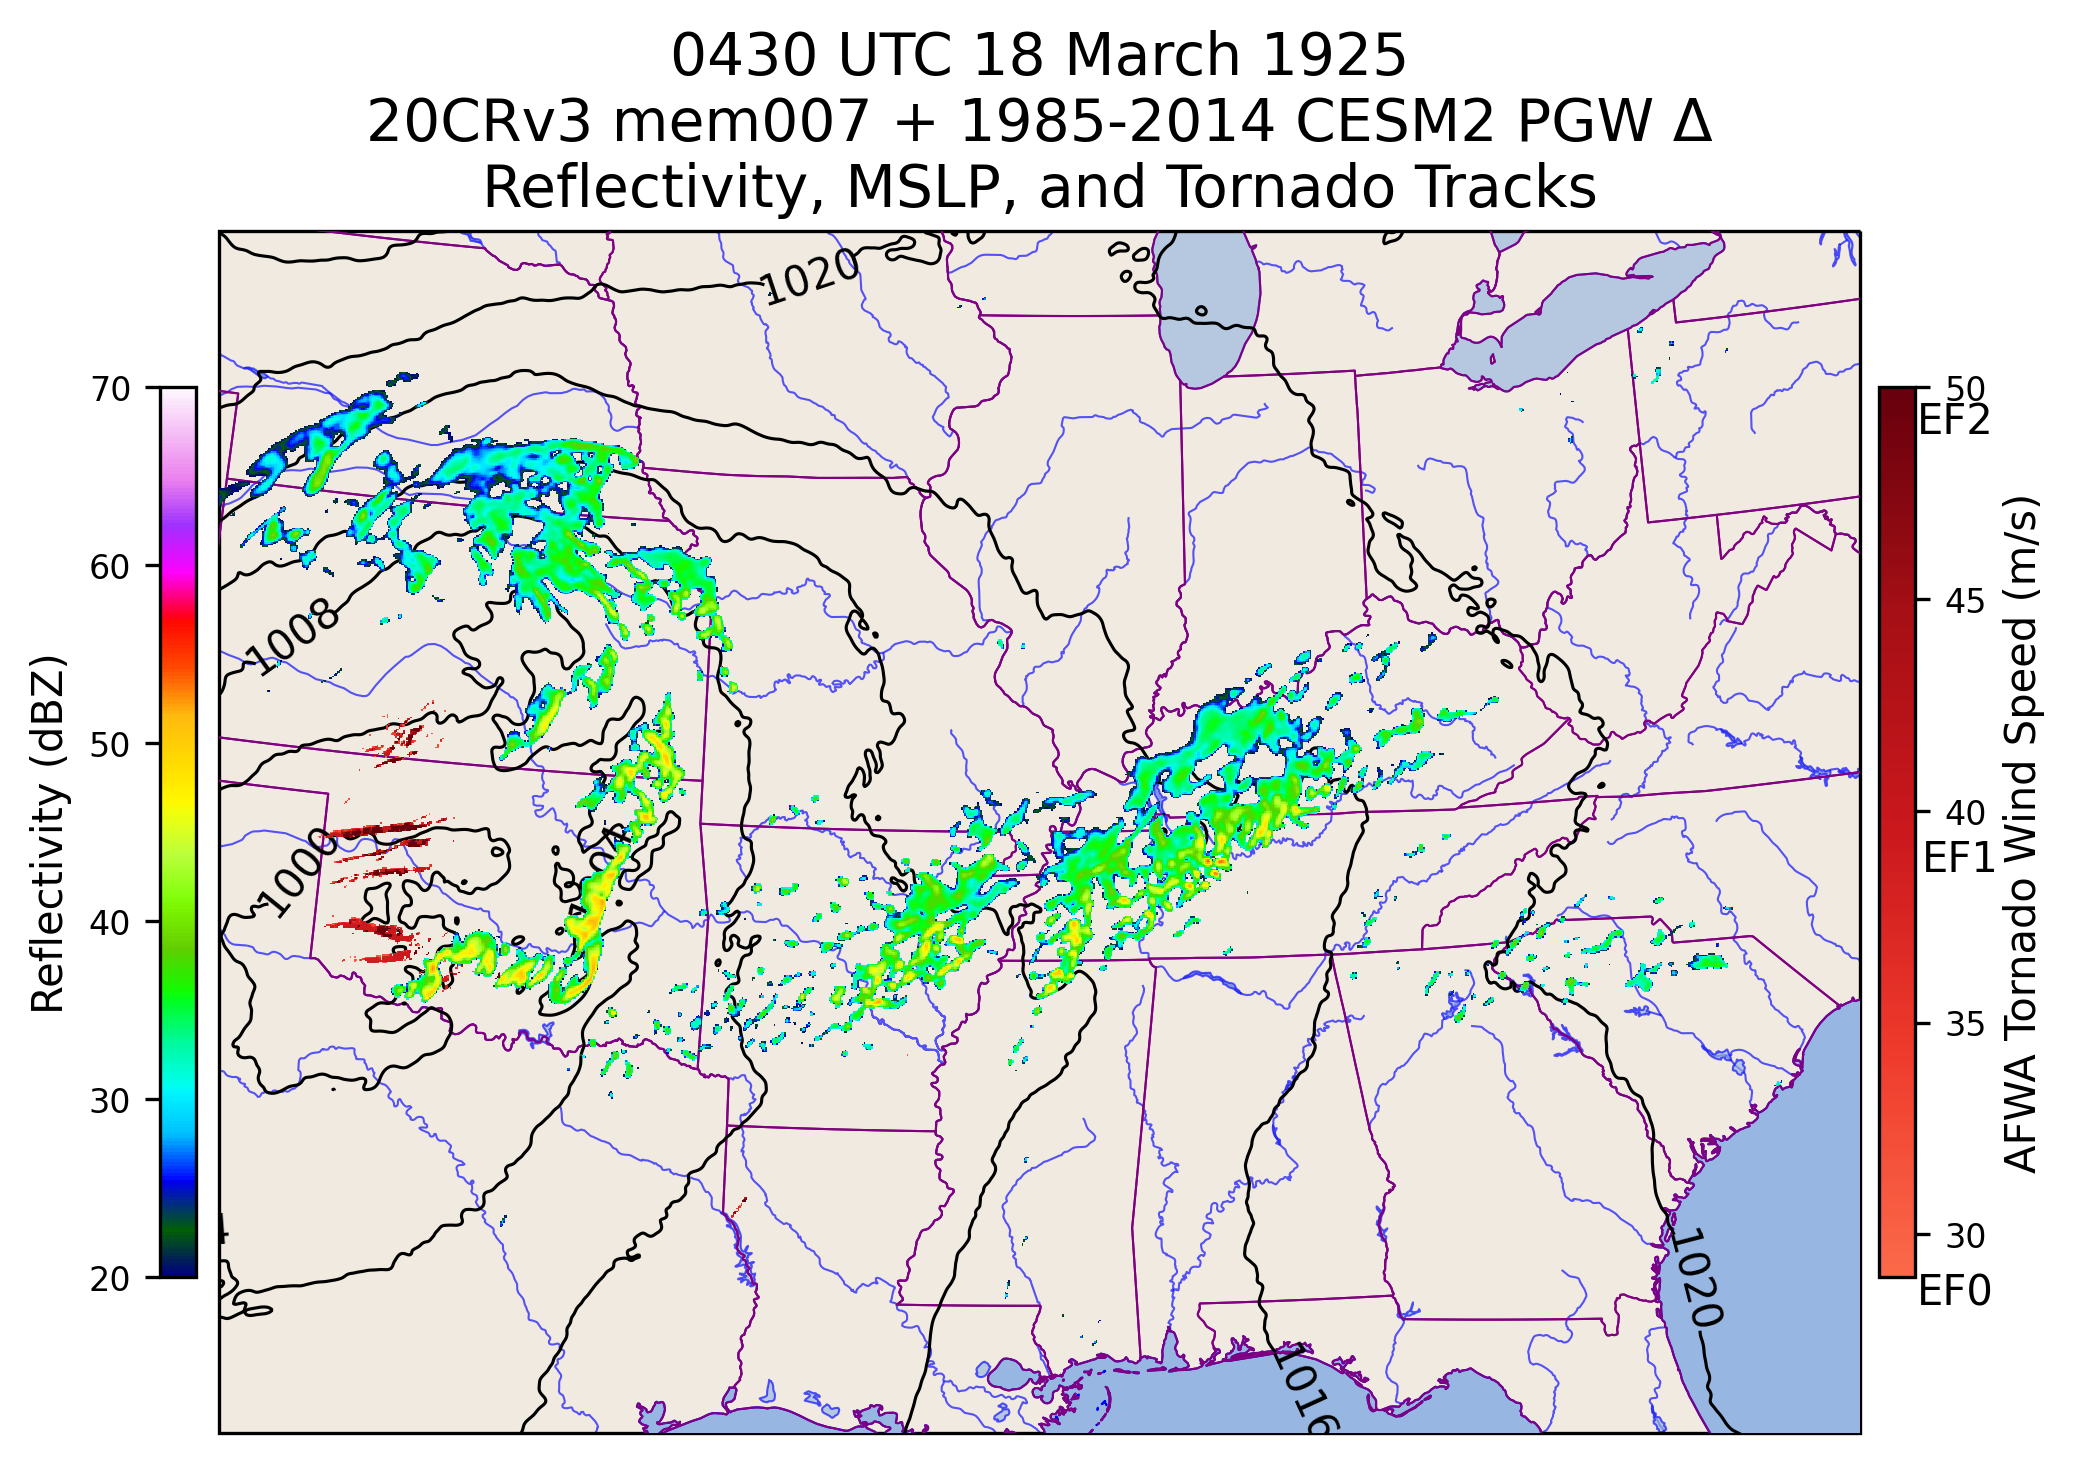 0430 UTC 18 March 1925
20CRv3 mem007 + 1985-2014 CESM2 PGW Δ
Reflectivity, MSLP, and Tornado Tracks
1020
1008
1000
1020
1016
70
60
50
40
30
20
Reflectivity (dBZ)
50
EF2
45
40
EF1
35
30
EF0
AFWA Tornado Wind Speed (m/s)